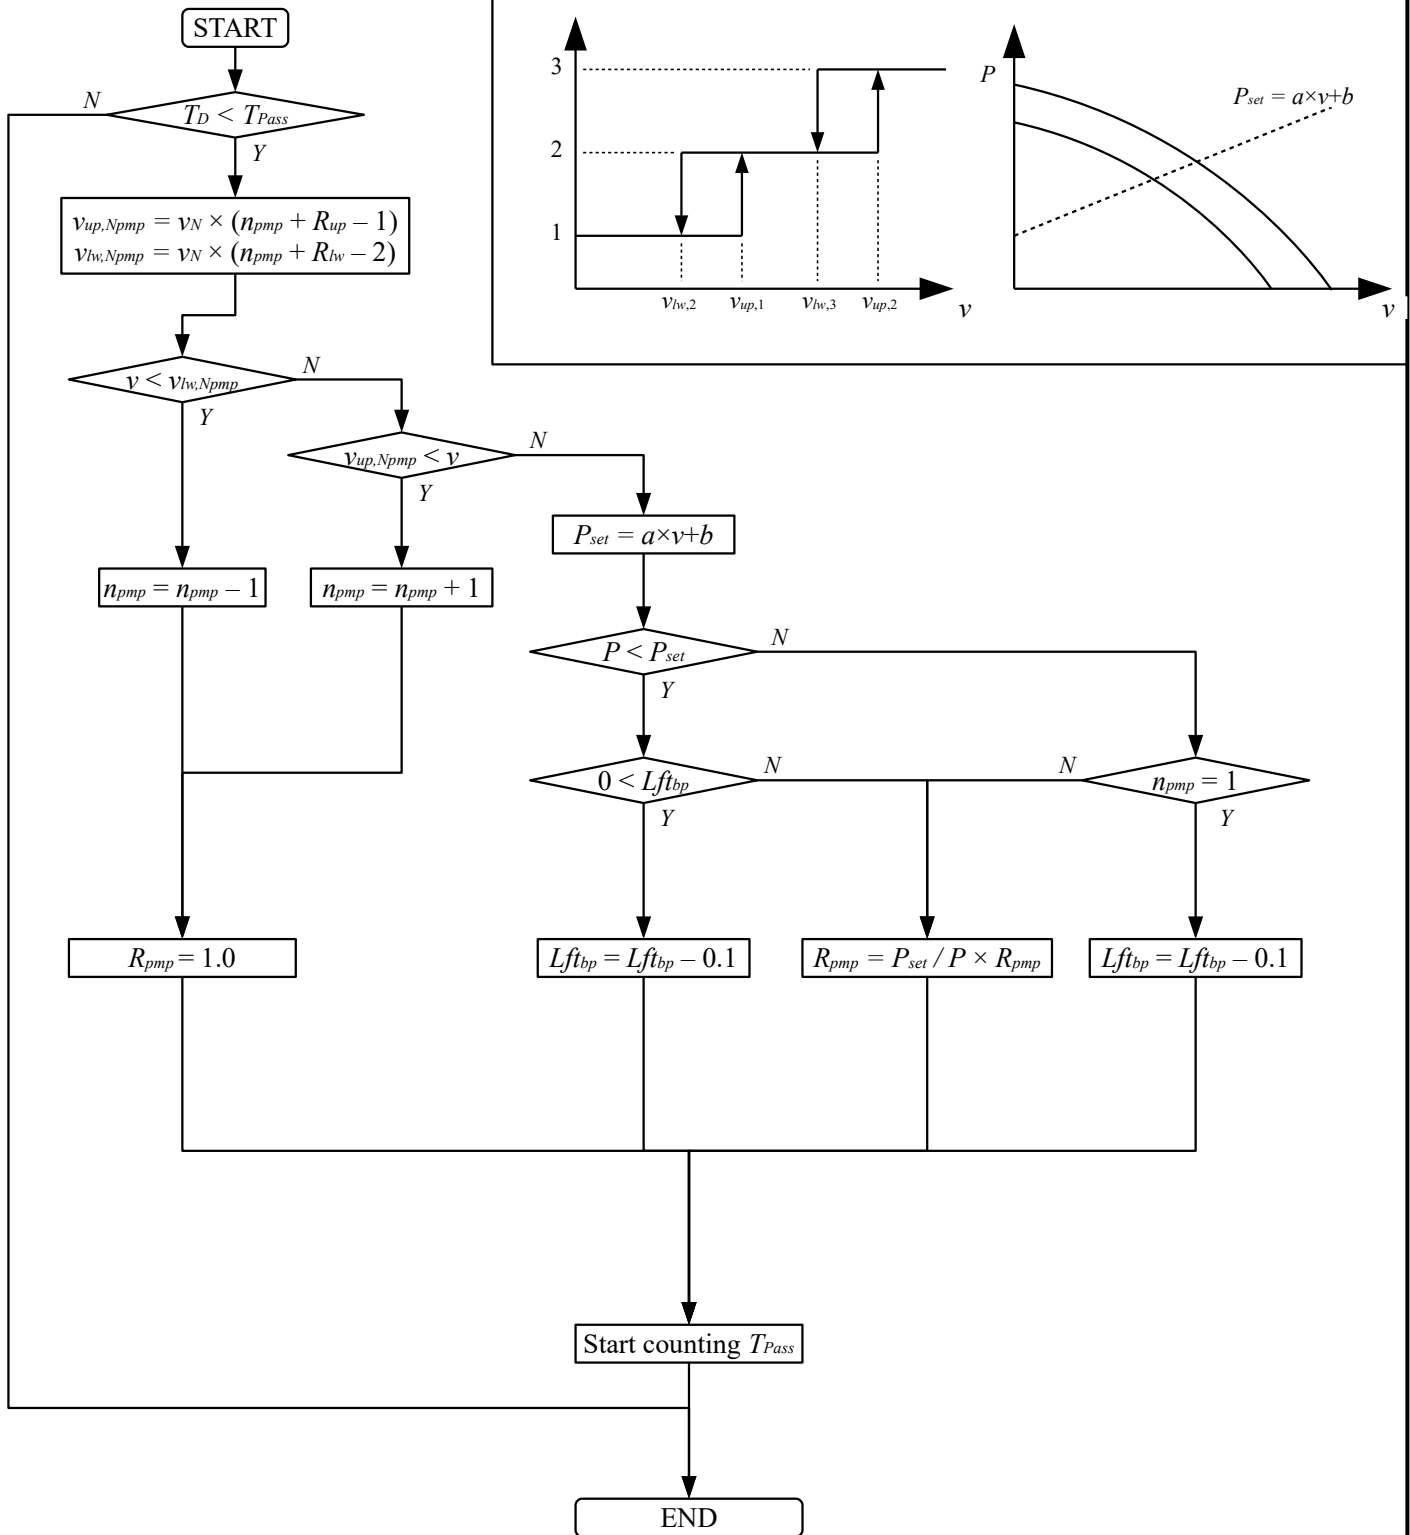 START
N
T_D < T_Pass
Y
v_up,Npmp = v_N × (n_pmp + R_up – 1)
v_lw,Npmp = v_N × (n_pmp + R_lw – 2)
3
2
1
v_lw,2
v_up,1
v_lw,3
v_up,2
v
P
P_set = a×v+b
v
v < v_lw,Npmp
N
Y
v_up,Npmp < v
N
Y
P_set = a×v+b
n_pmp = n_pmp – 1
n_pmp = n_pmp + 1
P < P_set
N
Y
0 < Lft_bp
N
N
n_pmp = 1
Y
Y
R_pmp = 1.0
Lft_bp = Lft_bp – 0.1
R_pmp = P_set / P × R_pmp
Lft_bp = Lft_bp – 0.1
Start counting T_Pass
END